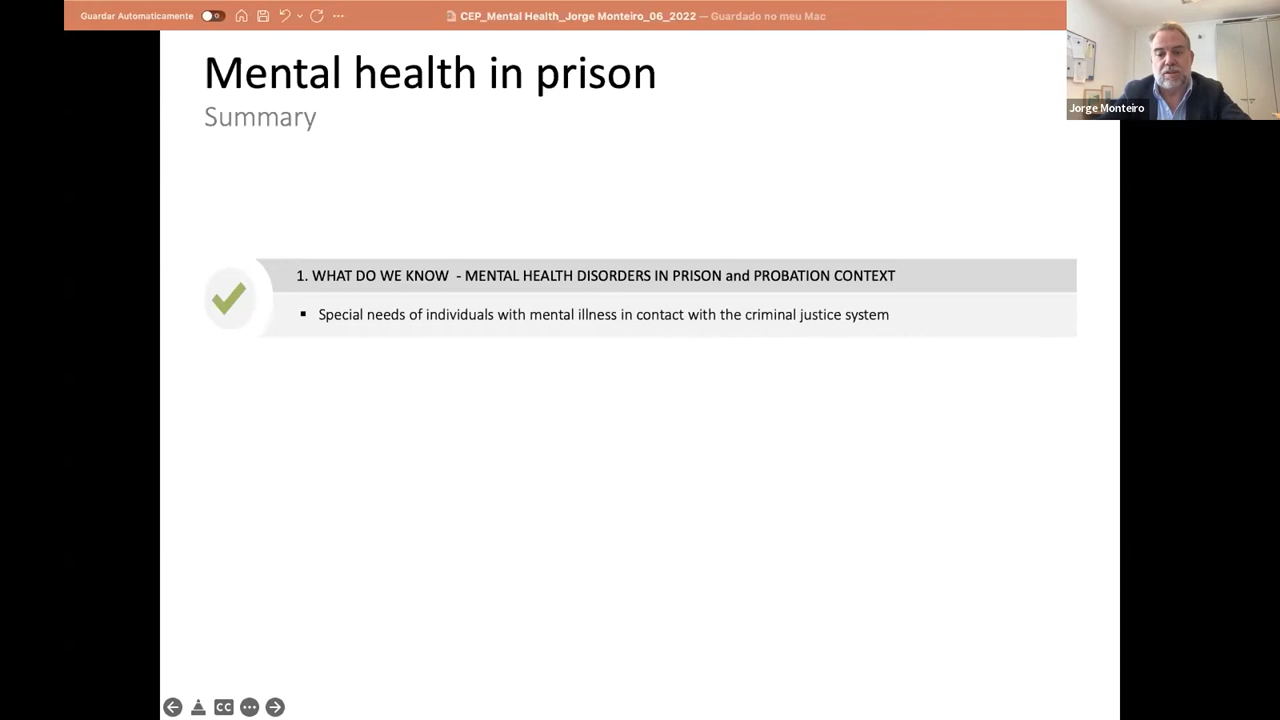 Guardar Automaticamente
CEP_Mental Health_Jorge Monteiro_06_2022 — Guardado no meu Mac
Jorge Monteiro
Mental health in prison
Summary
1. WHAT DO WE KNOW - MENTAL HEALTH DISORDERS IN PRISON and PROBATION CONTEXT
▪ Special needs of individuals with mental illness in contact with the criminal justice system
CC